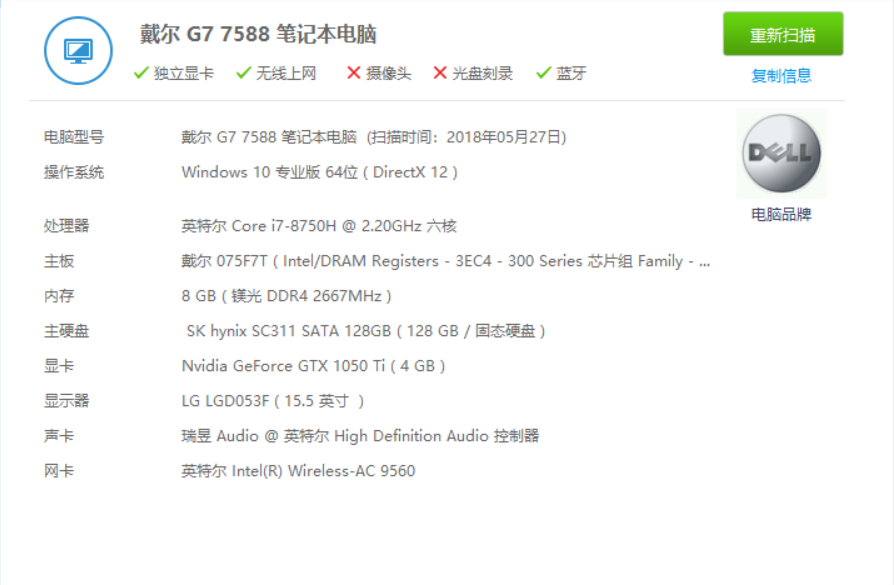 戴尔 G7 7588 笔记本电脑
重新扫描
独立显卡 无线上网 摄像头 光盘刻录 蓝牙
复制信息
电脑型号 戴尔 G7 7588 笔记本电脑 (扫描时间：2018年05月27日)
操作系统 Windows 10 专业版 64位 ( DirectX 12 )
DELL
电脑品牌
处理器 英特尔 Core i7-8750H @ 2.20GHz 六核
主板 戴尔 075F7T ( Intel/DRAM Registers - 3EC4 - 300 Series 芯片组 Family - ...
内存 8 GB ( 镁光 DDR4 2667MHz )
主硬盘 SK hynix SC311 SATA 128GB ( 128 GB / 固态硬盘 )
显卡 Nvidia GeForce GTX 1050 Ti ( 4 GB )
显示器 LG LGD053F ( 15.5 英寸 )
声卡 瑞昱 Audio @ 英特尔 High Definition Audio 控制器
网卡 英特尔 Intel(R) Wireless-AC 9560